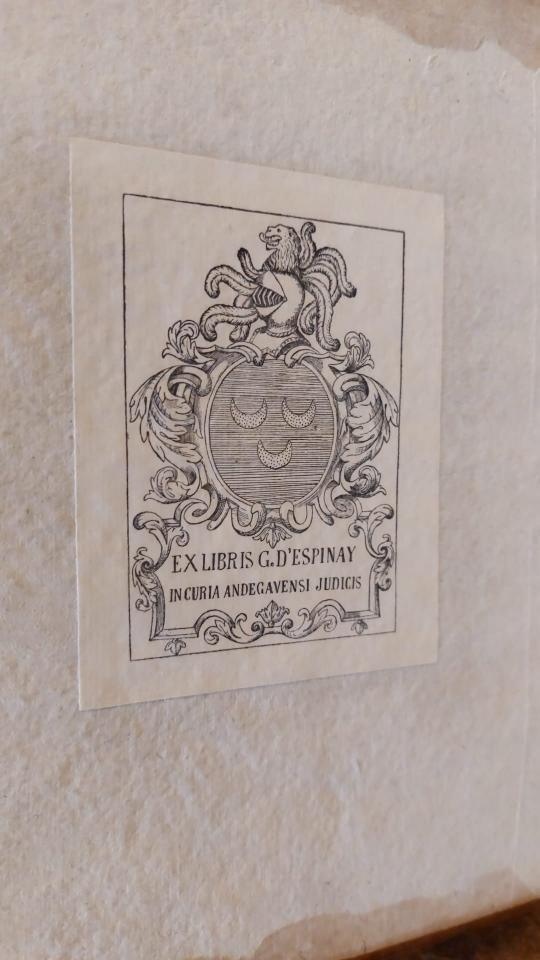 EX LIBRIS G. D'ESPINAY
IN CURIA ANDEGAVENSI JUDICIS